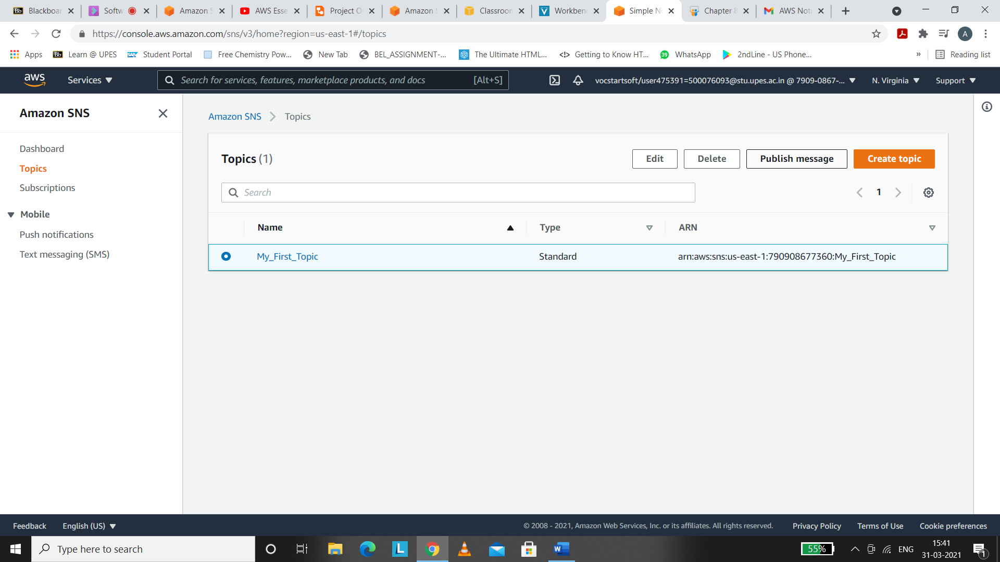 Blackboar
Softw
Amazon S
AWS Esse
Project O
Amazon S
Classroom
Workben
Simple N
Chapter 8
AWS Noti
https://console.aws.amazon.com/sns/v3/home?region=us-east-1#/topics
A
Apps
Bb Learn @ UPES
SAP Student Portal
Free Chemistry Pow...
New Tab
BEL_ASSIGNMENT-...
The Ultimate HTML...
Getting to Know HT...
39 WhatsApp
2ndLine - US Phone...
»
Reading list
aws
Services
Search for services, features, marketplace products, and docs [Alt+S]
vocstartsoft/user475391=500076093@stu.upes.ac.in @ 7909-0867-...
N. Virginia
Support
Amazon SNS
Dashboard
Topics
Subscriptions
Mobile
Push notifications
Text messaging (SMS)
Amazon SNS > Topics
Topics (1)
Edit
Delete
Publish message
Create topic
Search
1
Name Type ARN
My_First_Topic Standard arn:aws:sns:us-east-1:790908677360:My_First_Topic
Feedback
English (US)
© 2008 - 2021, Amazon Web Services, Inc. or its affiliates. All rights reserved.
Privacy Policy
Terms of Use
Cookie preferences
Type here to search
L
W
55%
ENG
15:41
31-03-2021
1